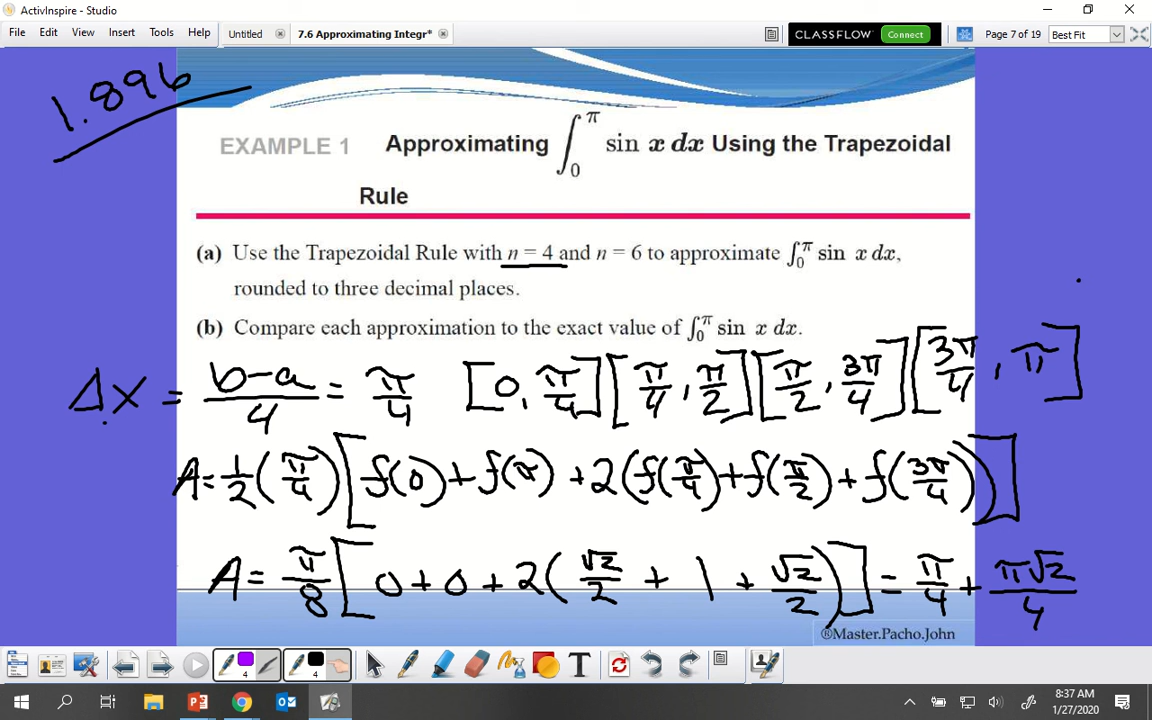 ActivInspire - Studio
File Edit View Insert Tools Help Untitled 7.6 Approximating Integr* CLASSFLOW Connect Page 7 of 19 Best Fit
1.896
EXAMPLE 1 Approximating ∫₀^π sin x dx Using the Trapezoidal
Rule
(a) Use the Trapezoidal Rule with n = 4 and n = 6 to approximate ∫₀^π sin x dx,
rounded to three decimal places.
(b) Compare each approximation to the exact value of ∫₀^π sin x dx.
Δx = b-a/4 = π/4 [0, π/4] [π/4, π/2] [π/2, 3π/4] [3π/4, π]
A = 1/2 (π/4) [f(0) + f(π) + 2(f(π/4) + f(π/2) + f(3π/4))]
A = π/8 [0 + 0 + 2(√2/2 + 1 + √2/2)] = π/4 + π√2/4
®Master.Pacho.John
4 4 T
8:37 AM
1/27/2020